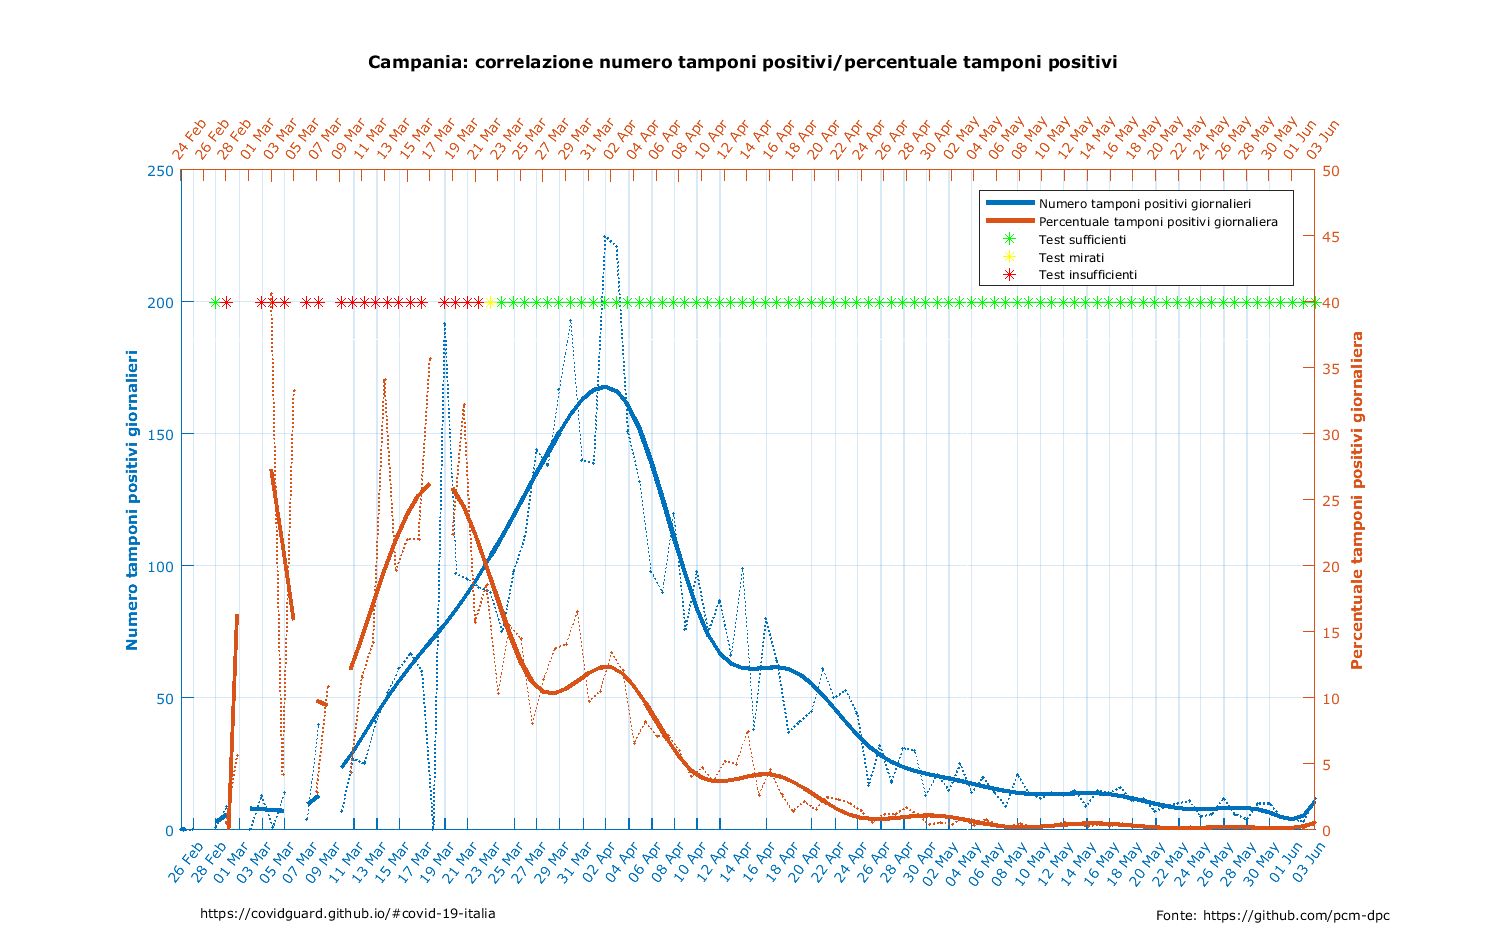 Campania: correlazione numero tamponi positivi/percentuale tamponi positivi
24 Feb 26 Feb 28 Feb 01 Mar 03 Mar 05 Mar 07 Mar 09 Mar 11 Mar 13 Mar 15 Mar 17 Mar 19 Mar 21 Mar 23 Mar 25 Mar 27 Mar 29 Mar 31 Mar 02 Apr 04 Apr 06 Apr 08 Apr 10 Apr 12 Apr 14 Apr 16 Apr 18 Apr 20 Apr 22 Apr 24 Apr 26 Apr 28 Apr 30 Apr 02 May 04 May 06 May 08 May 10 May 12 May 14 May 16 May 18 May 20 May 22 May 24 May 26 May 28 May 30 May 01 Jun 03 Jun
250
200
150
100
50
0
Numero tamponi positivi giornalieri
Numero tamponi positivi giornalieri
Percentuale tamponi positivi giornaliera
Test sufficienti
Test mirati
Test insufficienti
50
45
40
35
30
25
20
15
10
5
0
Percentuale tamponi positivi giornaliera
26 Feb 28 Feb 01 Mar 03 Mar 05 Mar 07 Mar 09 Mar 11 Mar 13 Mar 15 Mar 17 Mar 19 Mar 21 Mar 23 Mar 25 Mar 27 Mar 29 Mar 31 Mar 02 Apr 04 Apr 06 Apr 08 Apr 10 Apr 12 Apr 14 Apr 16 Apr 18 Apr 20 Apr 22 Apr 24 Apr 26 Apr 28 Apr 30 Apr 02 May 04 May 06 May 08 May 10 May 12 May 14 May 16 May 18 May 20 May 22 May 24 May 26 May 28 May 30 May 01 Jun 03 Jun
https://covidguard.github.io/#covid-19-italia
Fonte: https://github.com/pcm-dpc